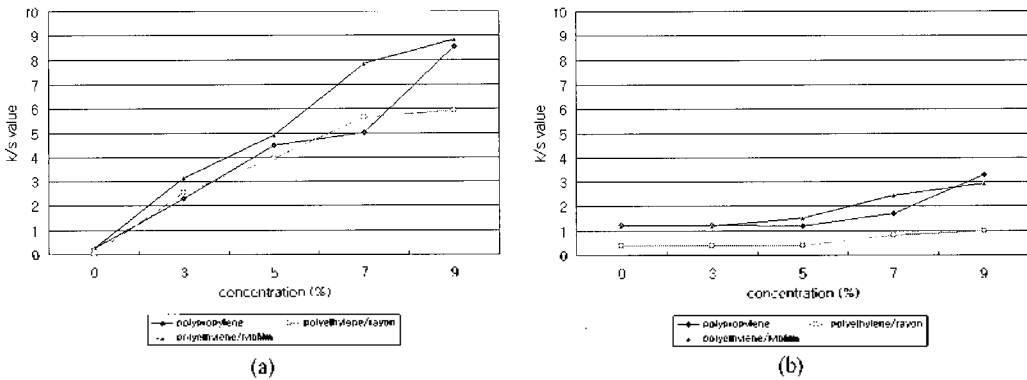 10
9
8
7
6
5
4
3
2
1
0
k/s value
0 3 5 7 9
concentration (%)
polypropylene polyethylene/rayon
(a)
10
9
8
7
6
5
4
3
2
1
0
k/s value
0 3 5 7 9
concentration (%)
polypropylene polyethylene/rayon
(b)